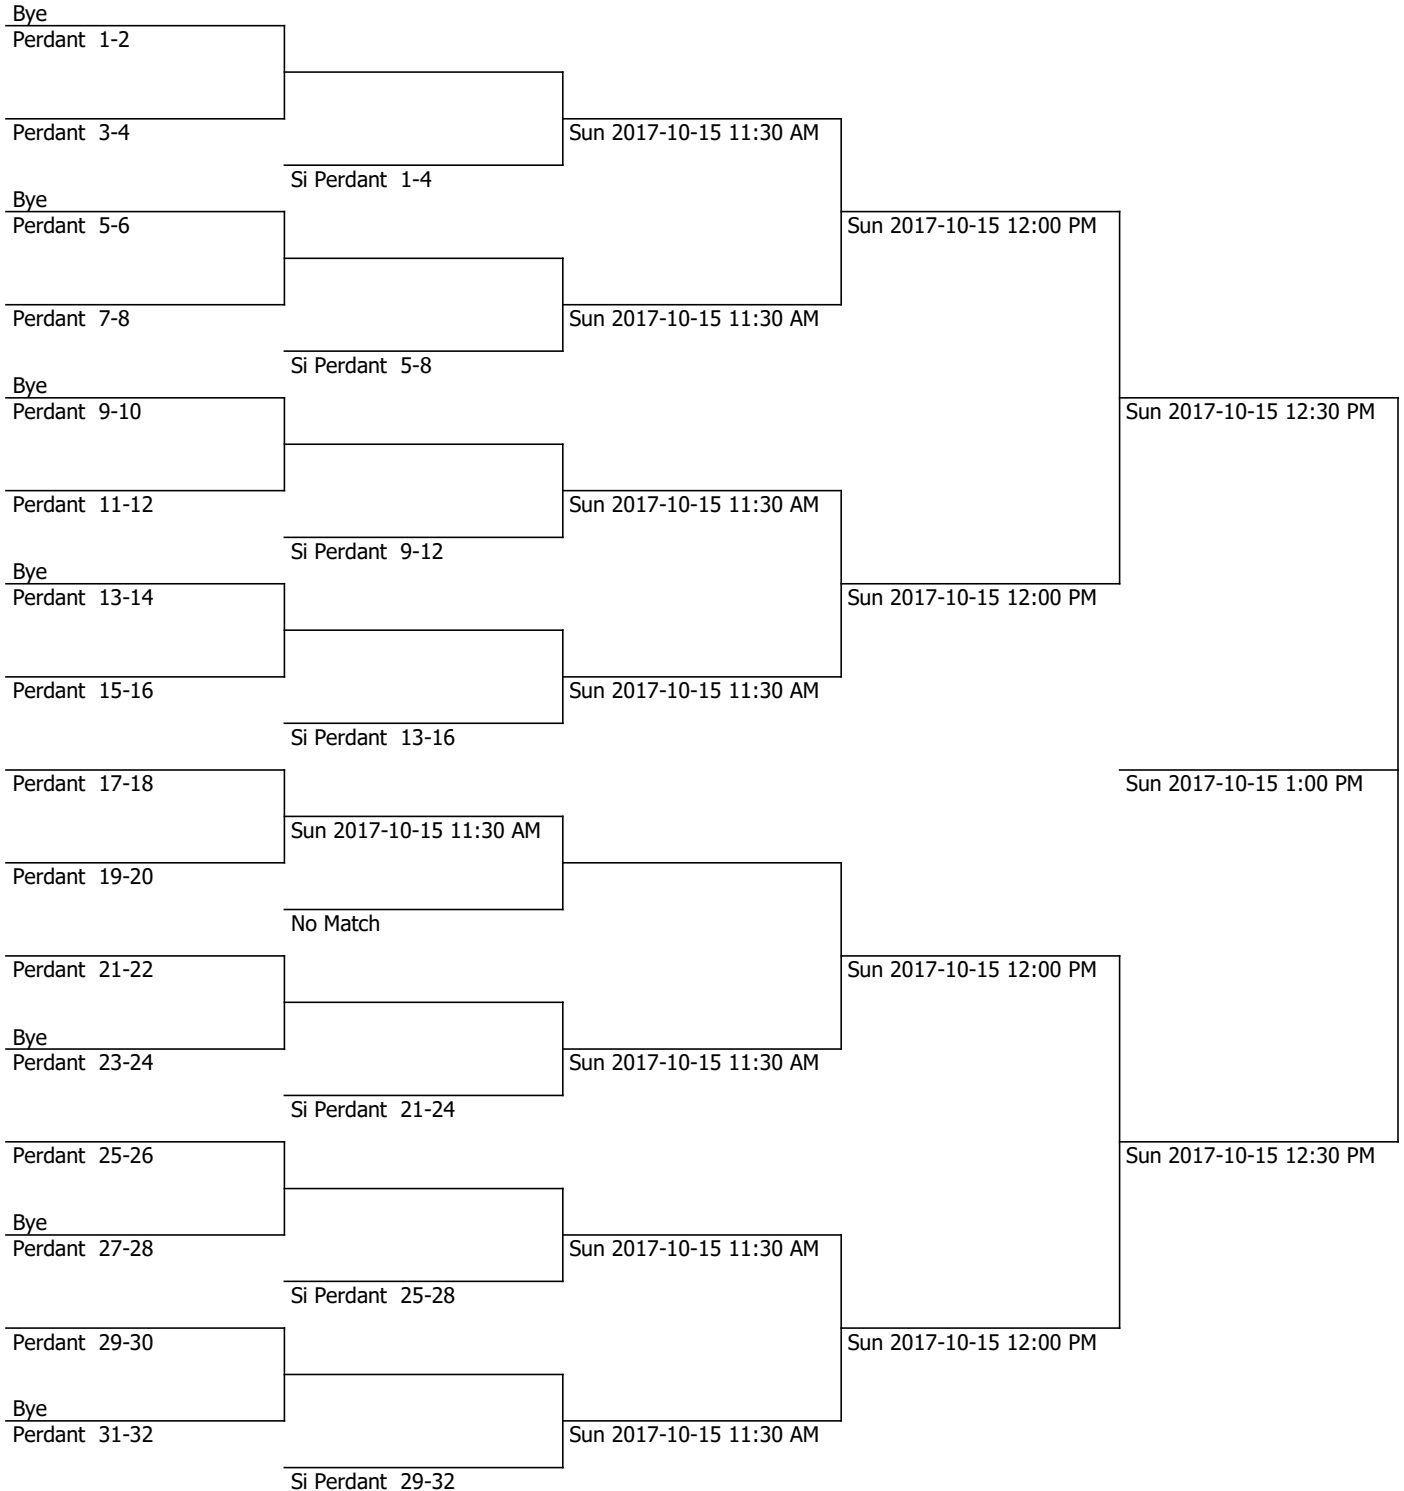 Bye
Perdant 1-2
Perdant 3-4
Sun 2017-10-15 11:30 AM
Si Perdant 1-4
Bye
Perdant 5-6
Sun 2017-10-15 12:00 PM
Perdant 7-8
Sun 2017-10-15 11:30 AM
Si Perdant 5-8
Bye
Perdant 9-10
Sun 2017-10-15 12:30 PM
Perdant 11-12
Sun 2017-10-15 11:30 AM
Si Perdant 9-12
Bye
Perdant 13-14
Sun 2017-10-15 12:00 PM
Perdant 15-16
Sun 2017-10-15 11:30 AM
Si Perdant 13-16
Perdant 17-18
Sun 2017-10-15 1:00 PM
Sun 2017-10-15 11:30 AM
Perdant 19-20
No Match
Perdant 21-22
Sun 2017-10-15 12:00 PM
Bye
Perdant 23-24
Sun 2017-10-15 11:30 AM
Si Perdant 21-24
Perdant 25-26
Sun 2017-10-15 12:30 PM
Bye
Perdant 27-28
Sun 2017-10-15 11:30 AM
Si Perdant 25-28
Perdant 29-30
Sun 2017-10-15 12:00 PM
Bye
Perdant 31-32
Sun 2017-10-15 11:30 AM
Si Perdant 29-32